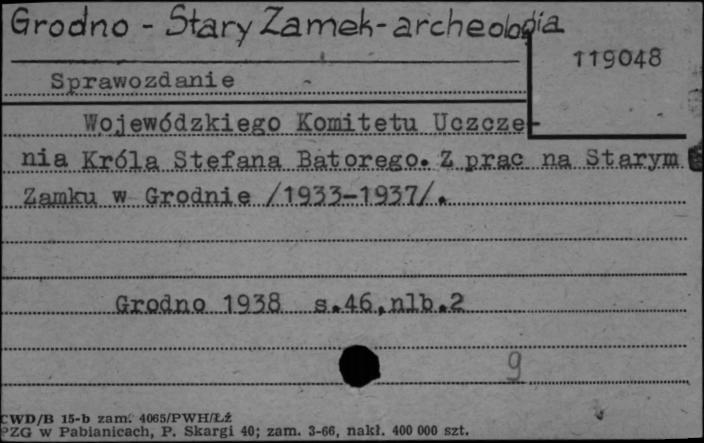 Grodno - Stary Zamek - archeologia
119048
Sprawozdanie
Wojewódzkiego Komitetu Uczcze-
nia Króla Stefana Batorego. Z prac na Starym
Zamku w Grodnie /1933-1937/.
Grodno 1938 s.46,nlb.2
9
CWD/B 15-b zam. 4065/PWH/Łź
PZG w Pabianicach, P. Skargi 40; zam. 3-66, nakł. 400 000 szt.